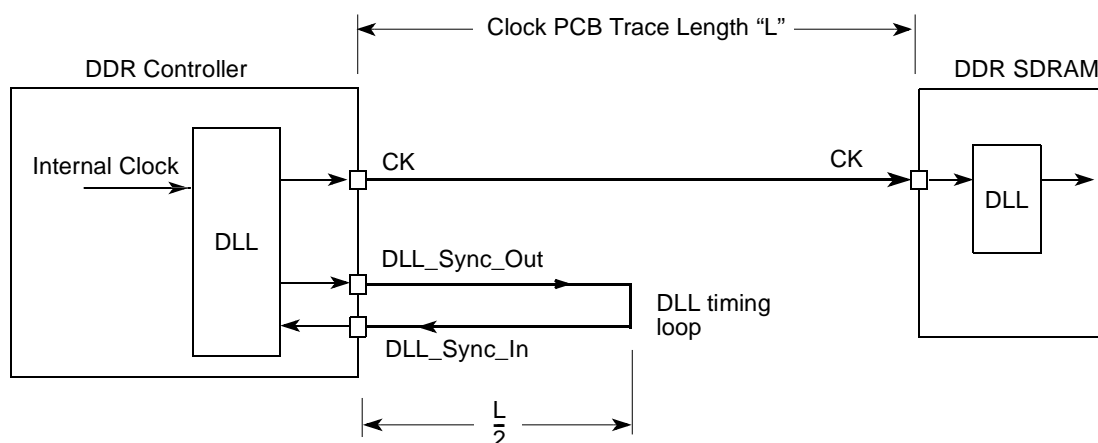 Clock PCB Trace Length “L”
DDR Controller
DDR SDRAM
Internal Clock
CK
CK
DLL
DLL
DLL_Sync_Out
DLL timing
loop
DLL_Sync_In
L
2